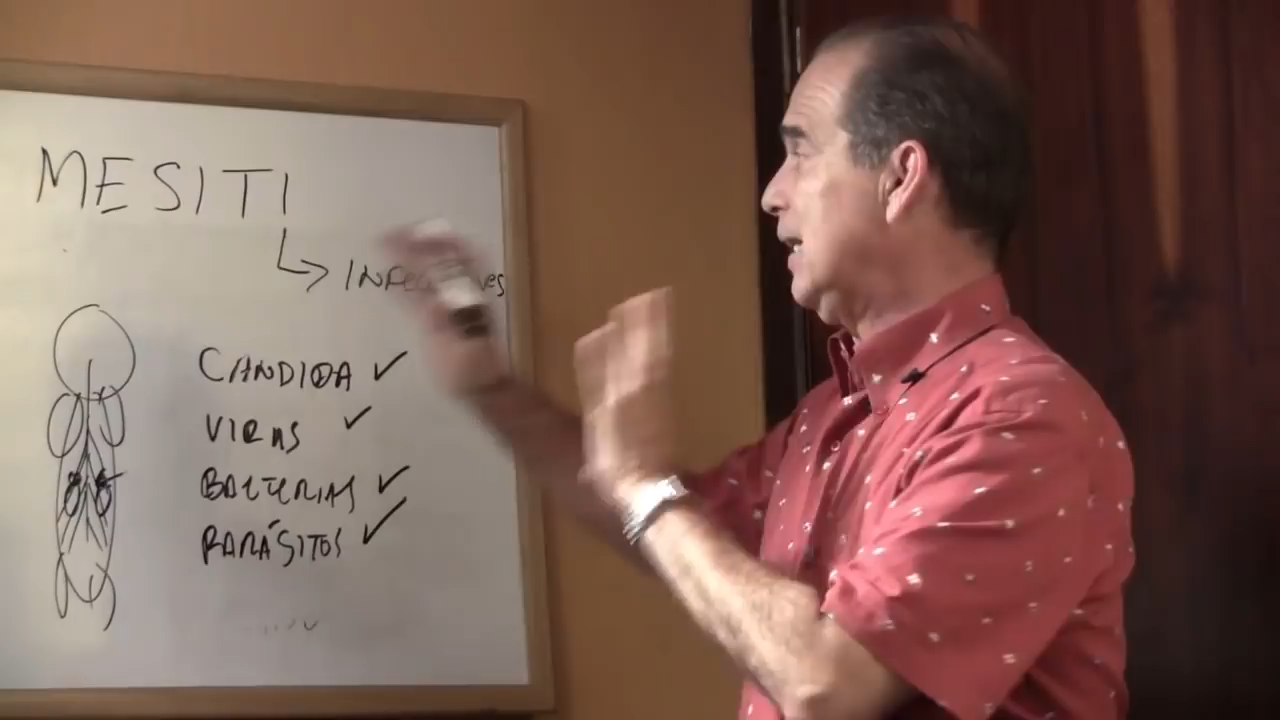 MESITI
CANDIDA ✓
VIRUS ✓
BACTERIAS ✓
PARÁSITOS ✓